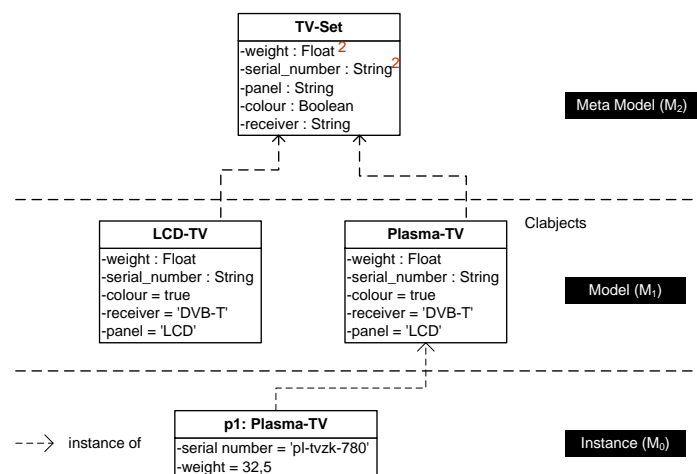 TV-Set
-weight : Float 2
-serial_number : String 2
-panel : String
-colour : Boolean
-receiver : String
Meta Model (M2)
Clabjects
LCD-TV
-weight : Float
-serial_number : String
-colour = true
-receiver = 'DVB-T'
-panel = 'LCD'
Plasma-TV
-weight : Float
-serial_number : String
-colour = true
-receiver = 'DVB-T'
-panel = 'LCD'
Model (M1)
instance of
p1: Plasma-TV
-serial number = 'pl-tvzk-780'
-weight = 32,5
Instance (M0)